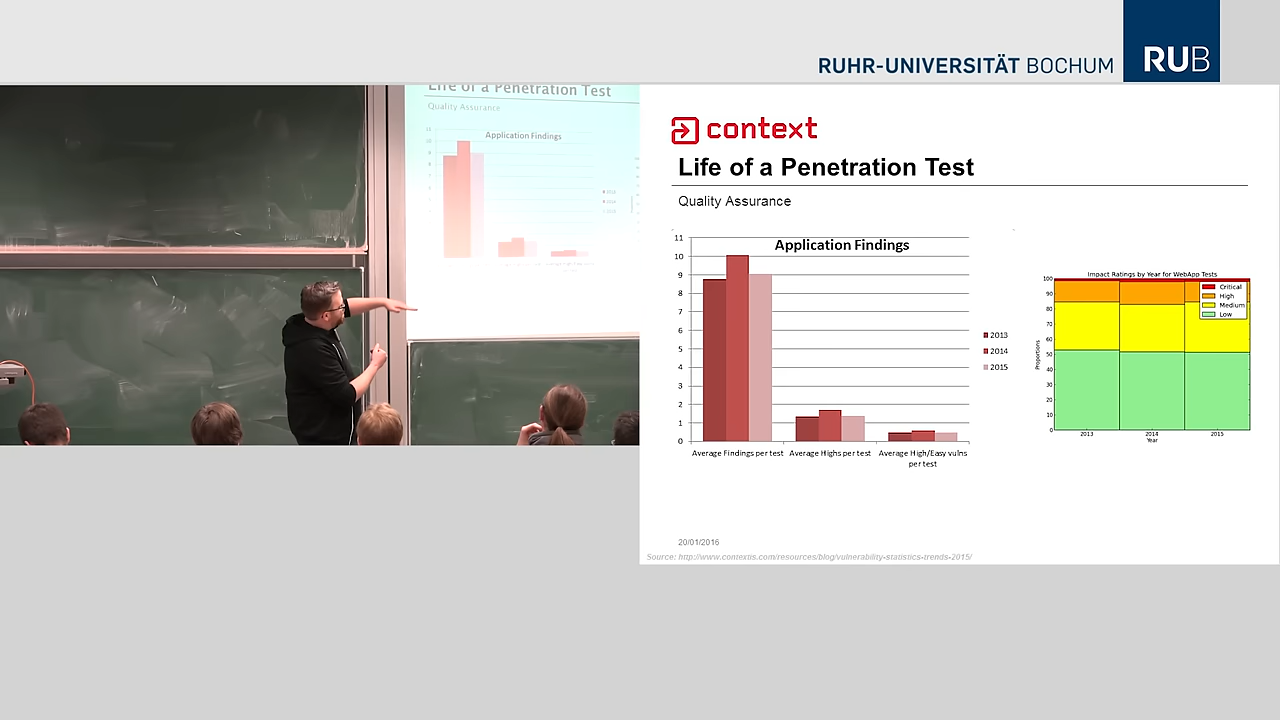 RUHR-UNIVERSITÄT BOCHUM
RUB
Life of a Penetration Test
Quality Assurance
Application Findings
context
Life of a Penetration Test
Quality Assurance
Application Findings
11
10
9
8
7
6
5
4
3
2
1
0
2013
2014
2015
Average Findings per test
Average Highs per test
Average High/Easy vulns
per test
Impact Ratings by Year for WebApp Tests
Critical
High
Medium
Low
100
90
80
70
60
50
40
30
20
10
0
Proportions
2013
2014
2015
Year
20/01/2016
Source: http://www.contextis.com/resources/blog/vulnerability-statistics-trends-2015/